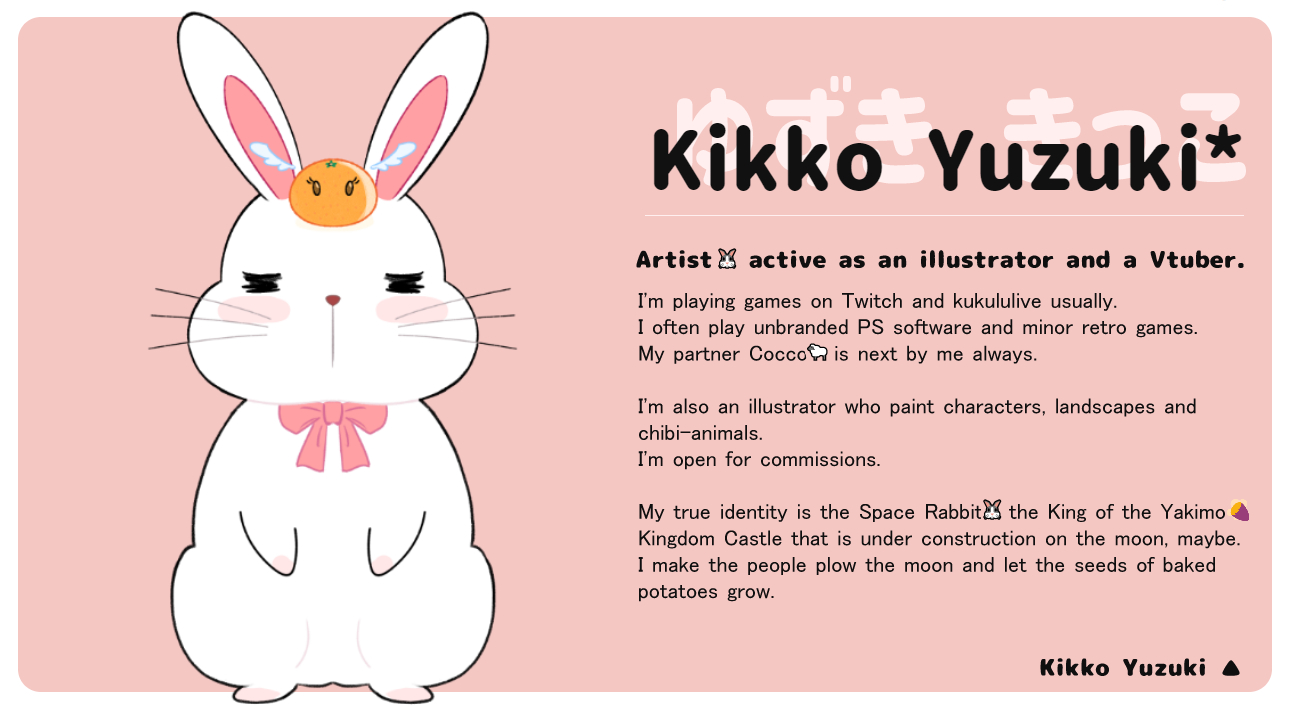 ゆずき きっこ
Kikko Yuzuki*
Artist🐰 active as an illustrator and a Vtuber.
I'm playing games on Twitch and kukululive usually.
I often play unbranded PS software and minor retro games.
My partner Cocco🐑 is next by me always.
I'm also an illustrator who paint characters, landscapes and
chibi-animals.
I'm open for commissions.
My true identity is the Space Rabbit🐰 the King of the Yakimo🍠
Kingdom Castle that is under construction on the moon, maybe.
I make the people plow the moon and let the seeds of baked
potatoes grow.
Kikko Yuzuki ▲